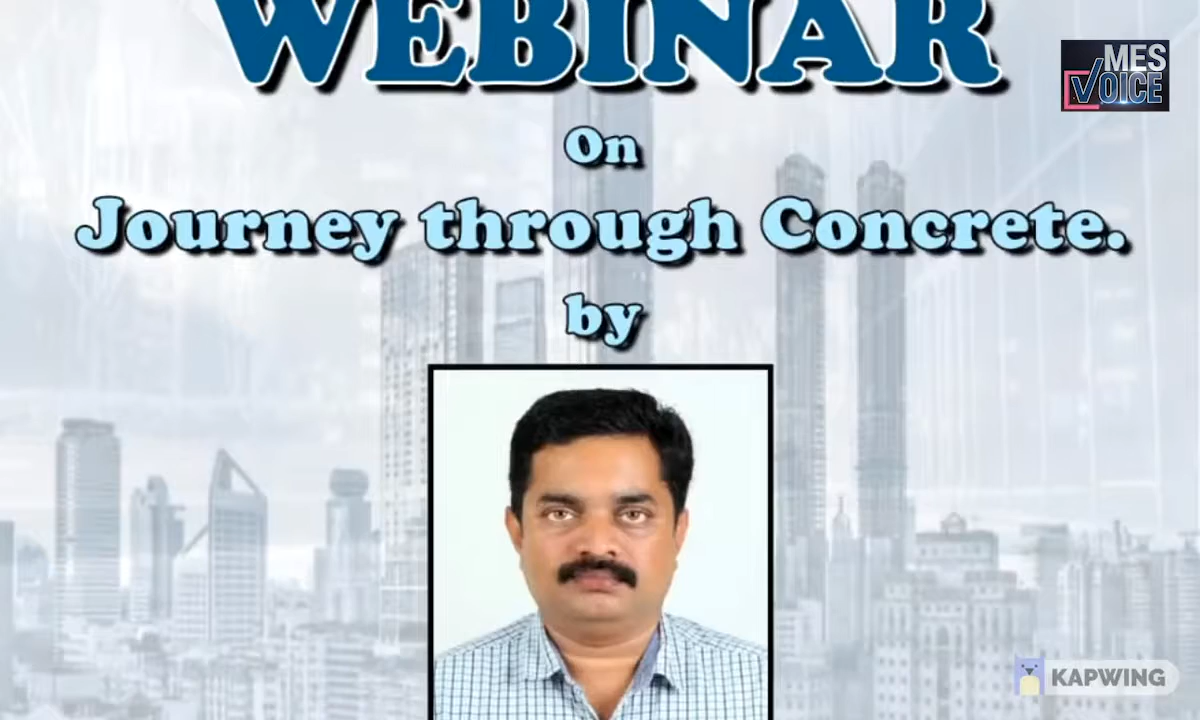 WEBINAR
MES
VOICE
On
Journey through Concrete.
by
KAPWING